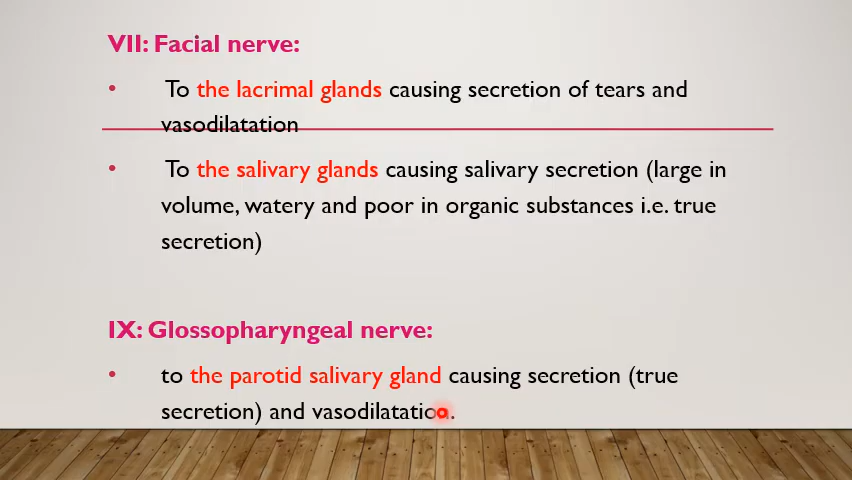 VII: Facial nerve:
• To the lacrimal glands causing secretion of tears and
vasodilatation
• To the salivary glands causing salivary secretion (large in
volume, watery and poor in organic substances i.e. true
secretion)
IX: Glossopharyngeal nerve:
• to the parotid salivary gland causing secretion (true
secretion) and vasodilatation.